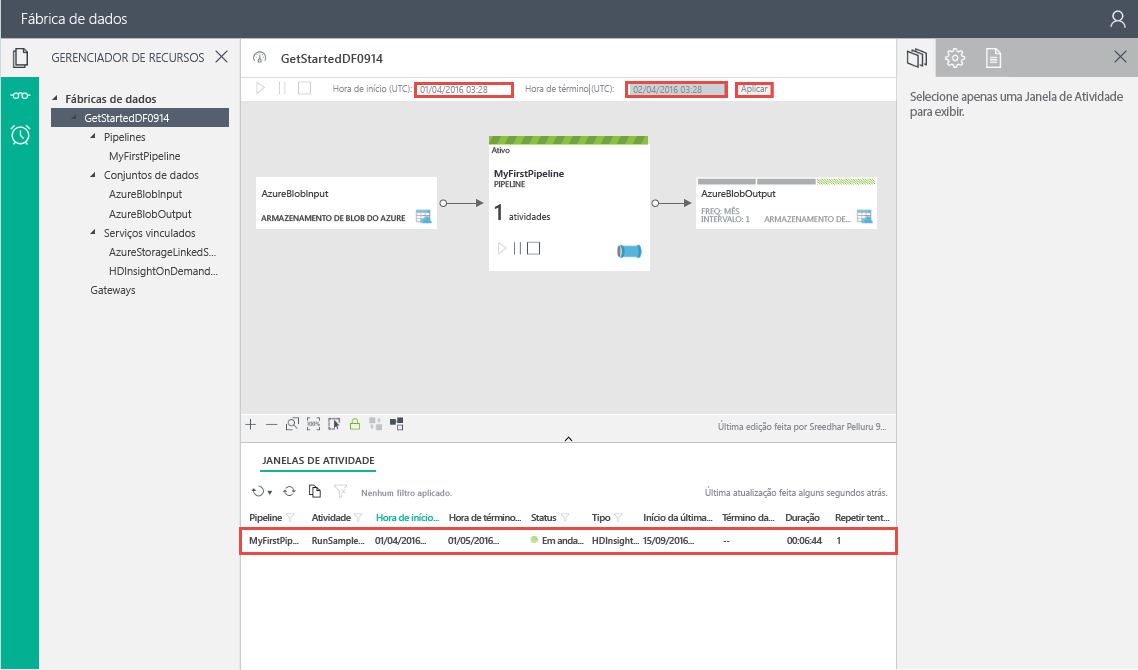 Fábrica de dados
GERENCIADOR DE RECURSOS
Fábricas de dados
GetStartedDF0914
Pipelines
MyFirstPipeline
Conjuntos de dados
AzureBlobInput
AzureBlobOutput
Serviços vinculados
AzureStorageLinkedS...
HDInsightOnDemand...
Gateways
GetStartedDF0914
Hora de início (UTC): 01/04/2016 03:28 Hora de término(UTC): 02/04/2016 03:28 Aplicar
AzureBlobInput
ARMAZENAMENTO DE BLOB DO AZURE
Ativo
MyFirstPipeline
PIPELINE
1 atividades
AzureBlobOutput
FREQ: MÊS
INTERVALO: 1 ARMAZENAMENTO DE...
100%
Última edição feita por Sreedhar Pelluru 9...
JANELAS DE ATIVIDADE
Nenhum filtro aplicado.
Última atualização feita alguns segundos atrás.
Pipeline Atividade Hora de início... Hora de término... Status Tipo Início da última... Término da... Duração Repetir tent...
MyFirstPip... RunSample... 01/04/2016... 01/05/2016... Em anda... HDInsight... 15/09/2016... -- 00:06:44 1
Selecione apenas uma Janela de Atividade
para exibir.